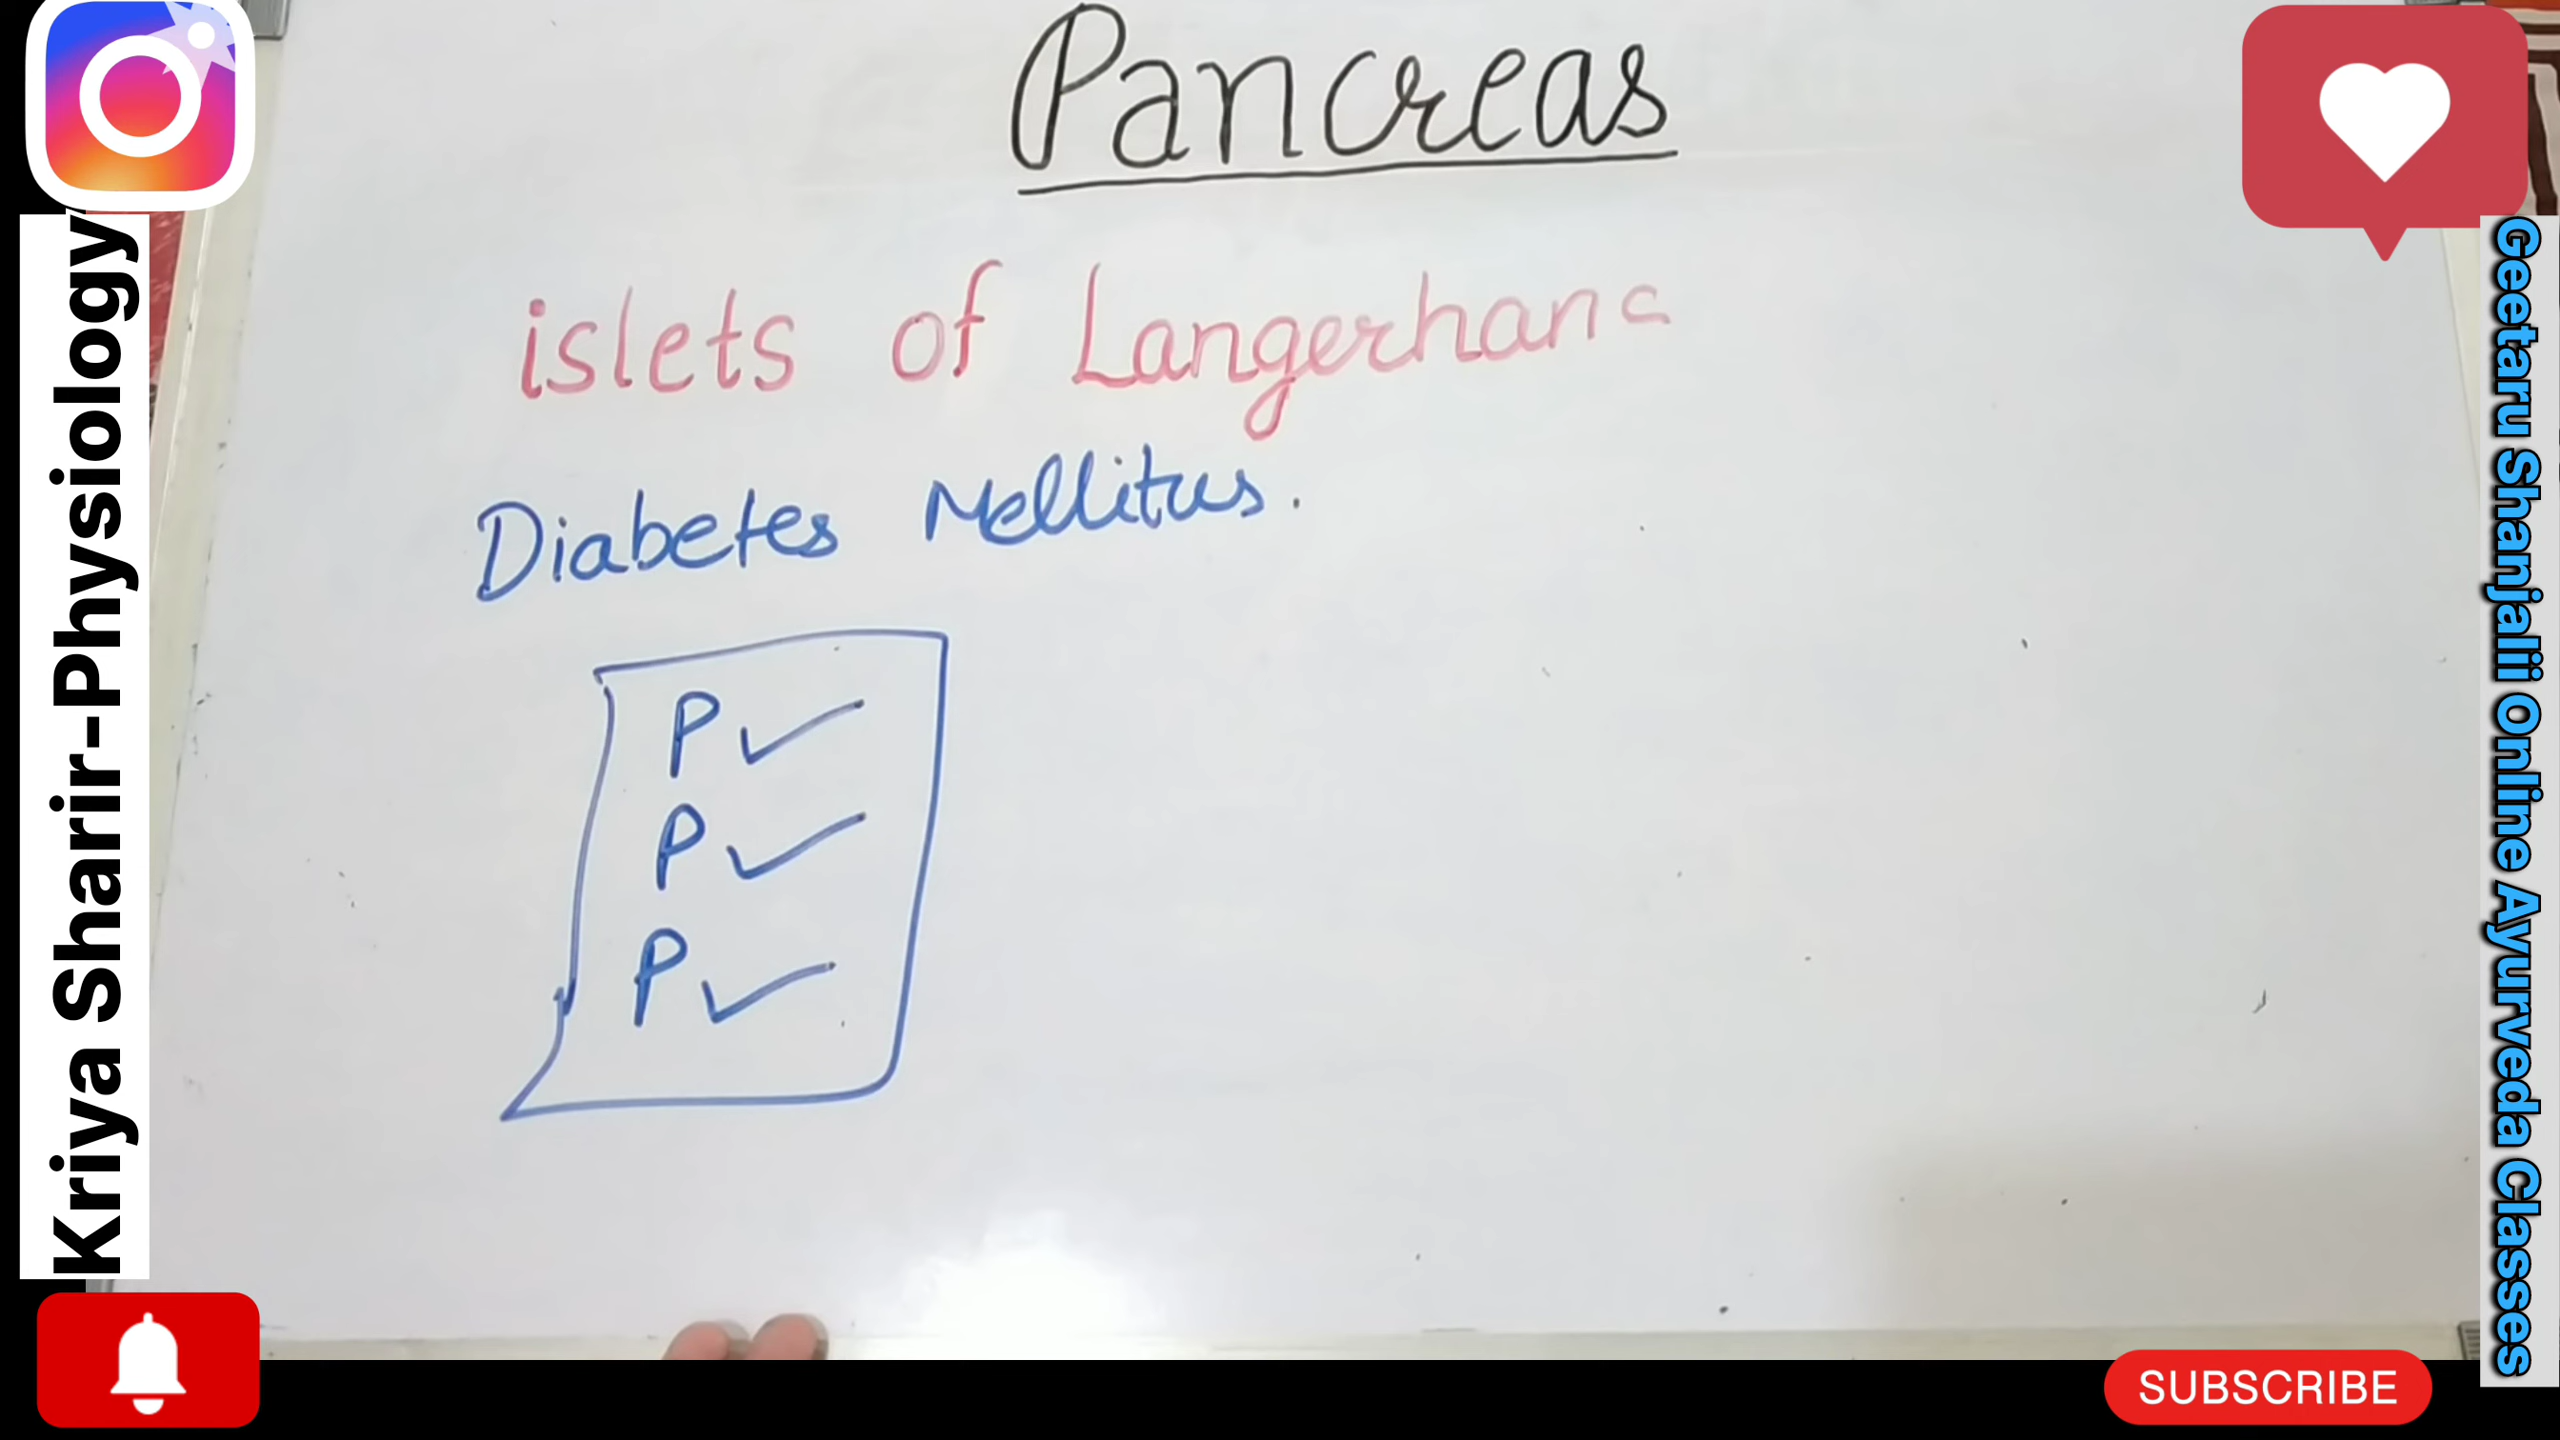 Pancreas
islets of Langerhans
Diabetes Mellitus.
P ✓
P ✓
P ✓
Kriya Sharir-Physiology
Geetaru Shanjalii Online Ayurveda Classes
SUBSCRIBE